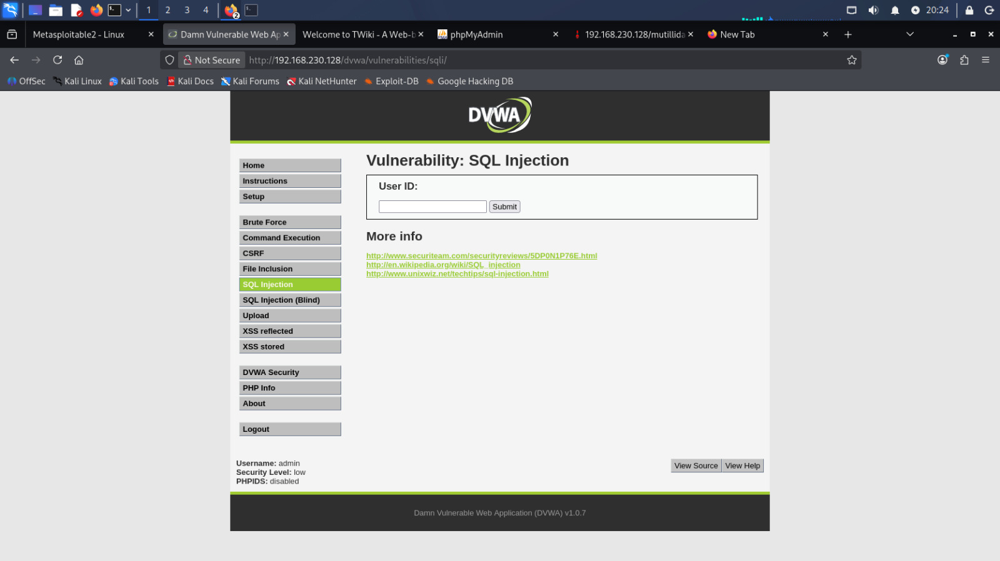 1 2 3 4 2 20:24
Metasploitable2 - Linux Damn Vulnerable Web Ap Welcome to TWiki - A Web-b phpMyAdmin 192.168.230.128/mutillida New Tab
Not Secure http://192.168.230.128/dvwa/vulnerabilities/sqli/
OffSec Kali Linux Kali Tools Kali Docs Kali Forums Kali NetHunter Exploit-DB Google Hacking DB
DVWA
Home
Instructions
Setup
Brute Force
Command Execution
CSRF
File Inclusion
SQL Injection
SQL Injection (Blind)
Upload
XSS reflected
XSS stored
DVWA Security
PHP Info
About
Logout
Vulnerability: SQL Injection
User ID:
Submit
More info
http://www.securiteam.com/securityreviews/5DP0N1P76E.html
http://en.wikipedia.org/wiki/SQL_injection
http://www.unixwiz.net/techtips/sql-injection.html
Username: admin
Security Level: low
PHPIDS: disabled
View Source View Help
Damn Vulnerable Web Application (DVWA) v1.0.7